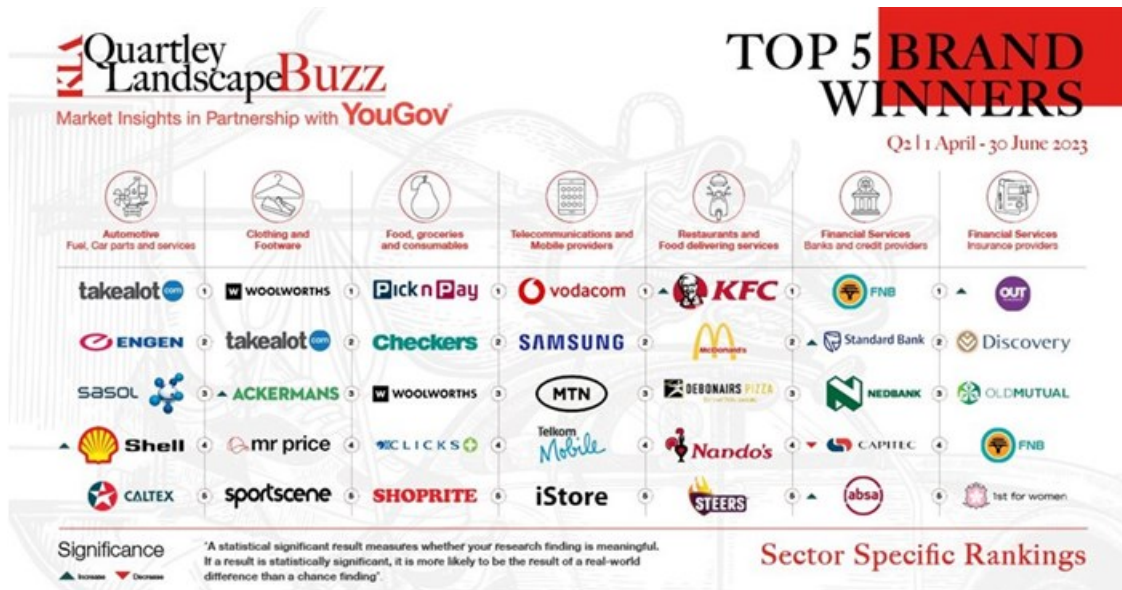 KLA Quartley
Landscape Buzz
Market Insights in Partnership with YouGov
TOP 5 BRAND
WINNERS
Q2 | 1 April - 30 June 2023
Automotive
Fuel, Car parts and services
Clothing and
Footware
Food, groceries
and consumables
Telecommunications and
Mobile providers
Restaurants and
Food delivering services
Financial Services
Banks and credit providers
Financial Services
Insurance providers
takealot com 1 W WOOLWORTHS 1 Pick n Pay 1 vodacom 1 KFC 1 FNB 1 OUT
ENGEN 2 takealot com 2 Checkers 2 SAMSUNG 2 McDonald's 2 Standard Bank 2 Discovery
sasol 3 ACKERMANS 3 W WOOLWORTHS 3 MTN 3 DEBONAIRS PIZZA 3 NEDBANK 3 OLDMUTUAL
Shell 4 mr price 4 CLICKS 4 Telkom Mobile 4 Nando's 4 CAPITEC 4 FNB
CALTEX 5 sportscene 5 SHOPRITE 5 iStore 5 STEERS 5 absa 5 1st for women
Significance
Increase Decrease
"A statistical significant result measures whether your research finding is meaningful.
If a result is statistically significant, it is more likely to be the result of a real-world
difference than a chance finding".
Sector Specific Rankings